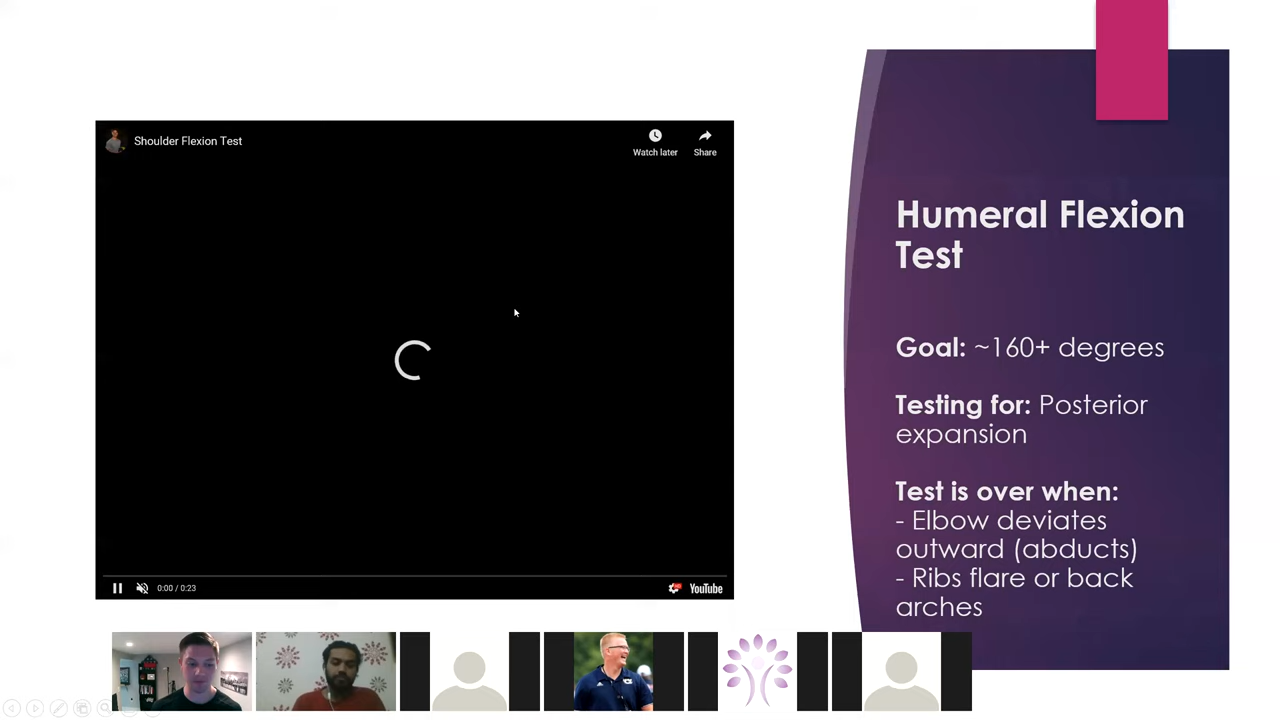 Shoulder Flexion Test
Watch later
Share
0:00 / 0:23
YouTube
Humeral Flexion
Test
Goal: ~160+ degrees
Testing for: Posterior
expansion
Test is over when:
- Elbow deviates
outward (abducts)
- Ribs flare or back
arches